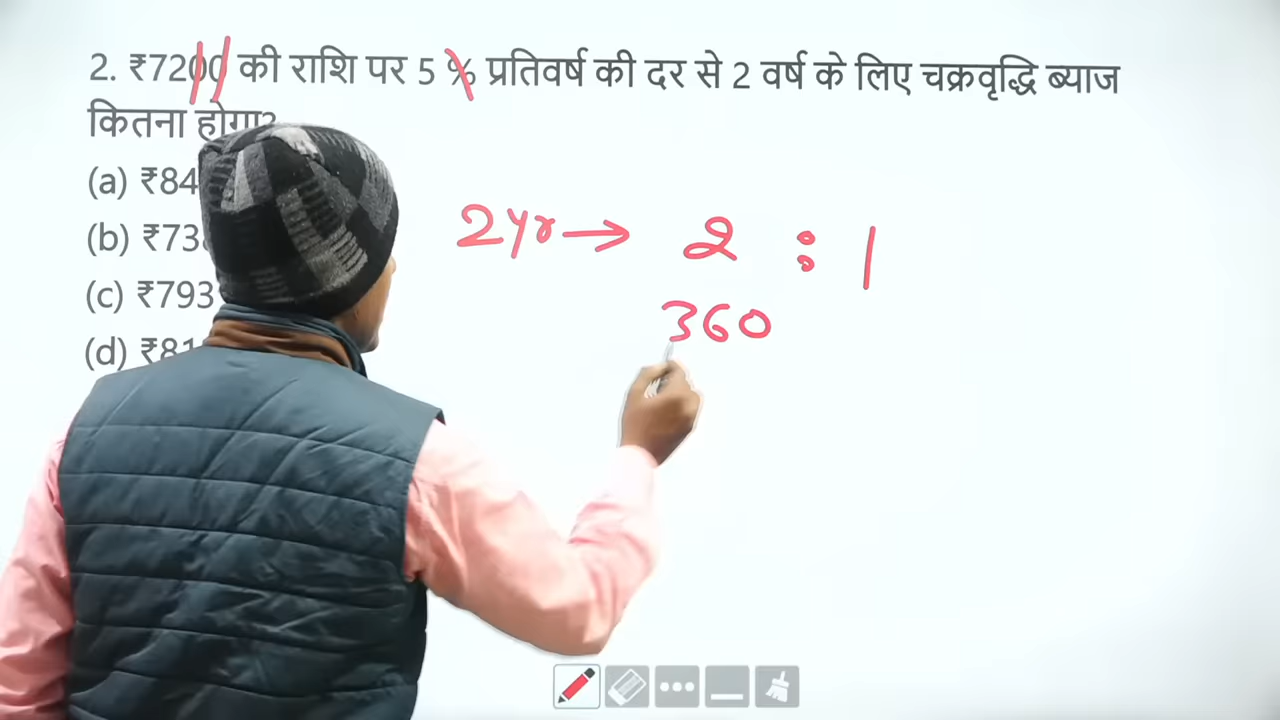 2. ₹7200 की राशि पर 5 % प्रतिवर्ष की दर से 2 वर्ष के लिए चक्रवृद्धि ब्याज
कितना होगा?
(a) ₹84
(b) ₹73
(c) ₹793
(d) ₹81
2yr → 2 : 1
360